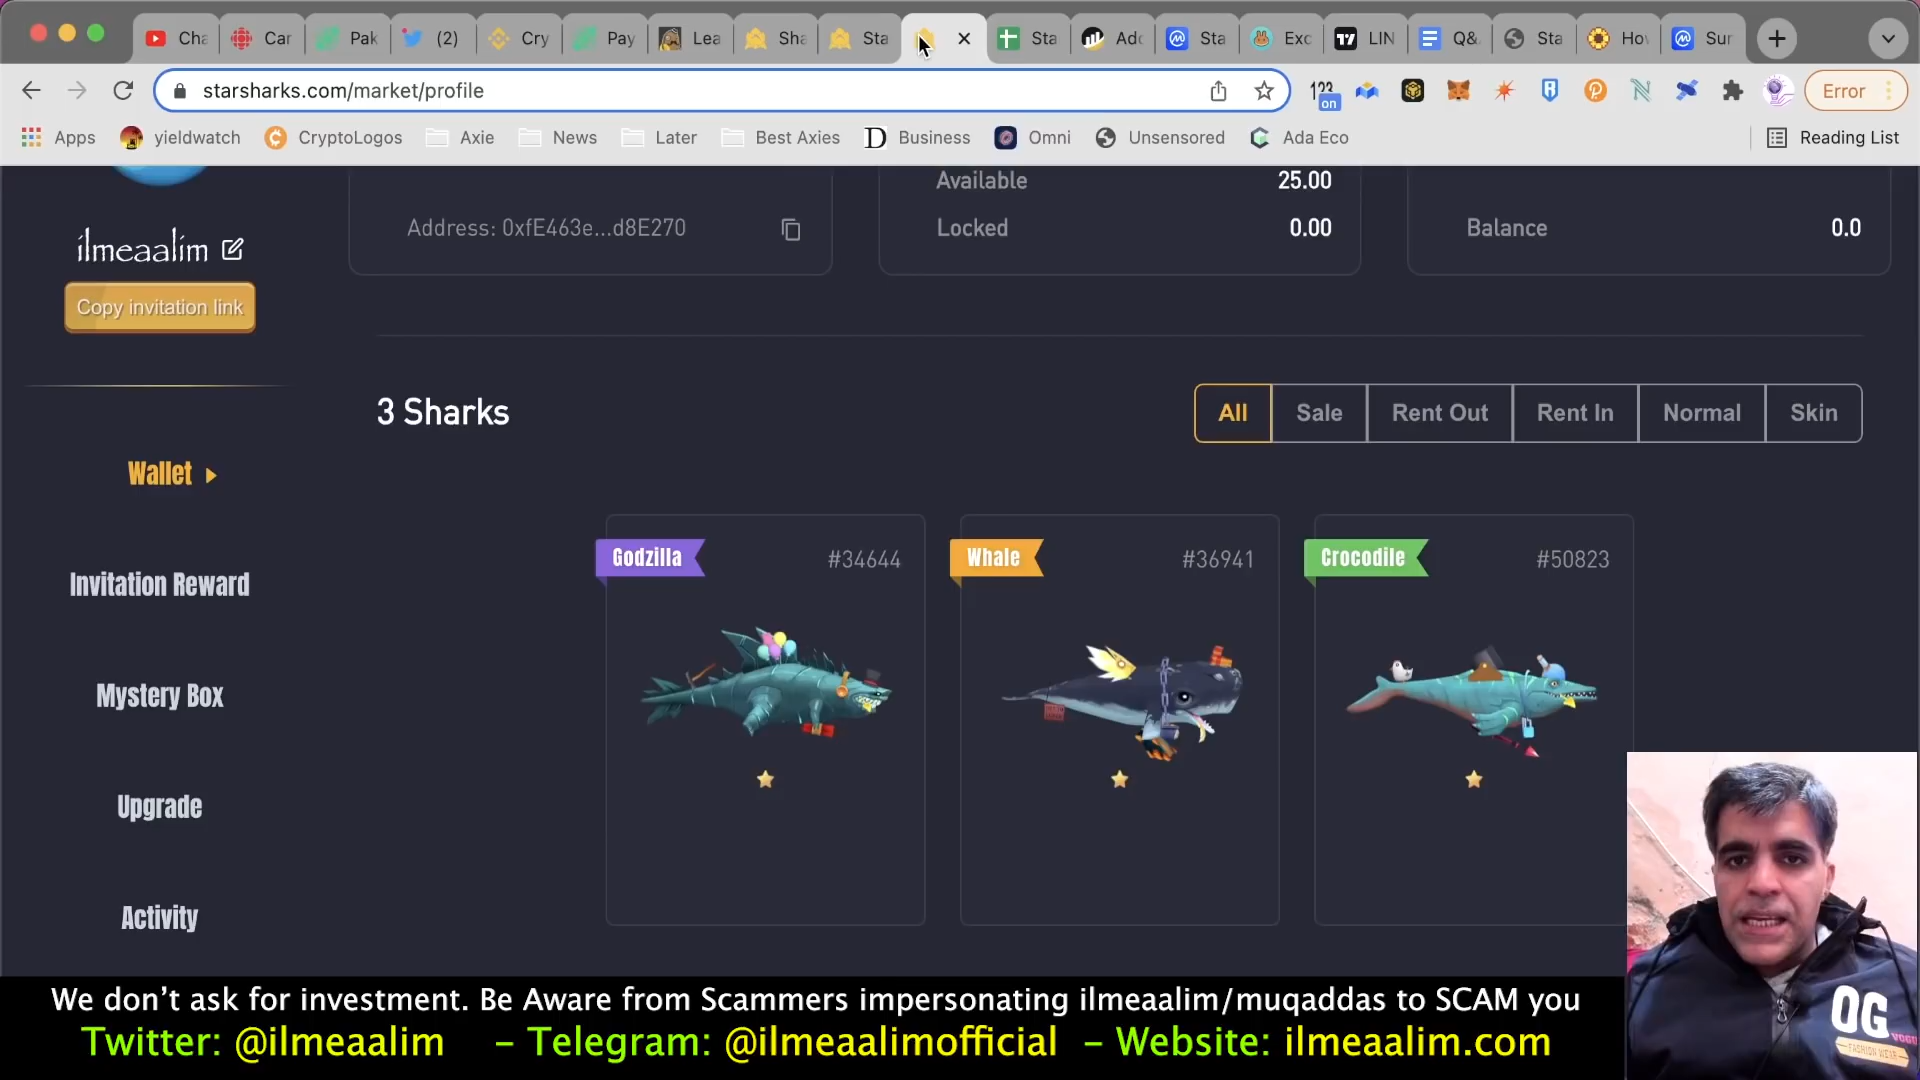 Cha
Car
Pak
(2)
Cry
Pay
Lea
Sha
Sta
Sta
Adc
Sta
Exc
LIN
Q&
Sta
Hov
Sur
starsharks.com/market/profile
123
on
Error
Apps
yieldwatch
CryptoLogos
Axie
News
Later
Best Axies
Business
Omni
Unsensored
Ada Eco
Reading List
Available 25.00
Address: 0xfE463e...d8E270
Locked 0.00
Balance 0.0
ilmeaalim
Copy invitation link
3 Sharks
All
Sale
Rent Out
Rent In
Normal
Skin
Wallet
Invitation Reward
Mystery Box
Upgrade
Activity
Godzilla #34644
Whale #36941
Crocodile #50823
OG
VOGUE
FASHION WEAR
We don't ask for investment. Be Aware from Scammers impersonating ilmeaalim/muqaddas to SCAM you
Twitter: @ilmeaalim – Telegram: @ilmeaalimofficial – Website: ilmeaalim.com